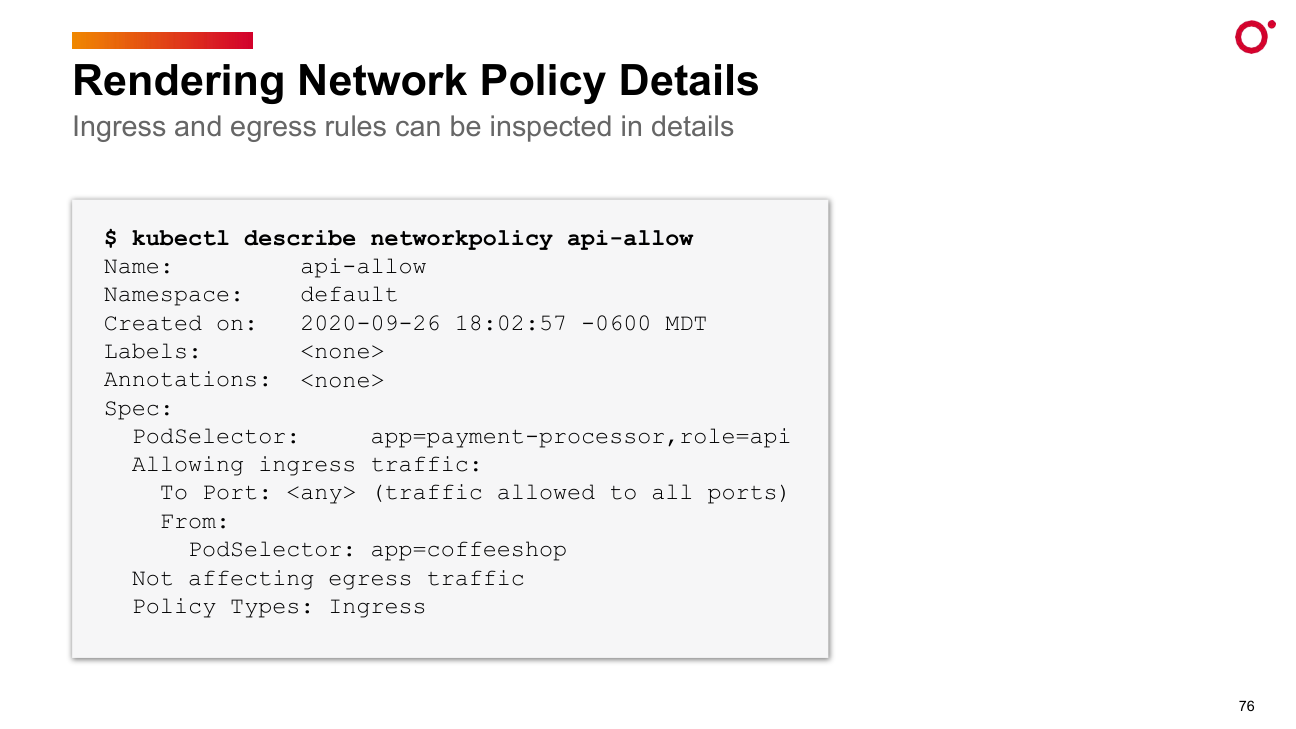 Rendering Network Policy Details
Ingress and egress rules can be inspected in details
$ kubectl describe networkpolicy api-allow
Name:         api-allow
Namespace:    default
Created on:   2020-09-26 18:02:57 -0600 MDT
Labels:       <none>
Annotations:  <none>
Spec:
  PodSelector:     app=payment-processor,role=api
  Allowing ingress traffic:
    To Port: <any> (traffic allowed to all ports)
    From:
      PodSelector: app=coffeeshop
  Not affecting egress traffic
  Policy Types: Ingress
76